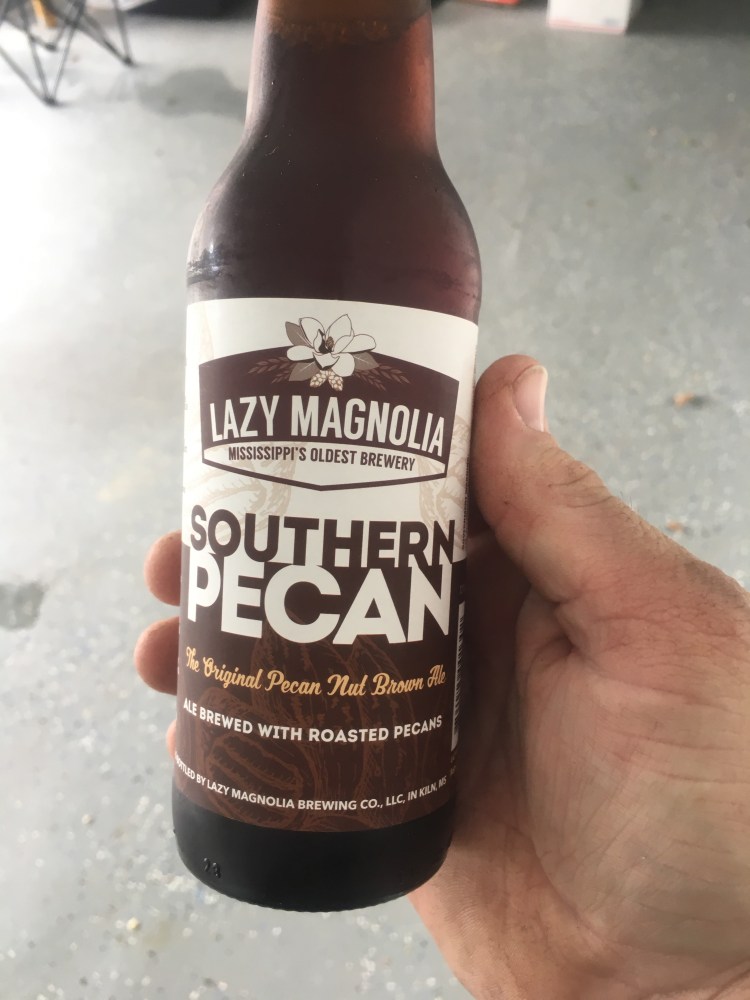 LAZY MAGNOLIA
MISSISSIPPI'S OLDEST BREWERY
SOUTHERN
PECAN
The Original Pecan Nut Brown Ale
ALE BREWED WITH ROASTED PECANS
BY LAZY MAGNOLIA BREWING CO., LLC, IN KILN, MS